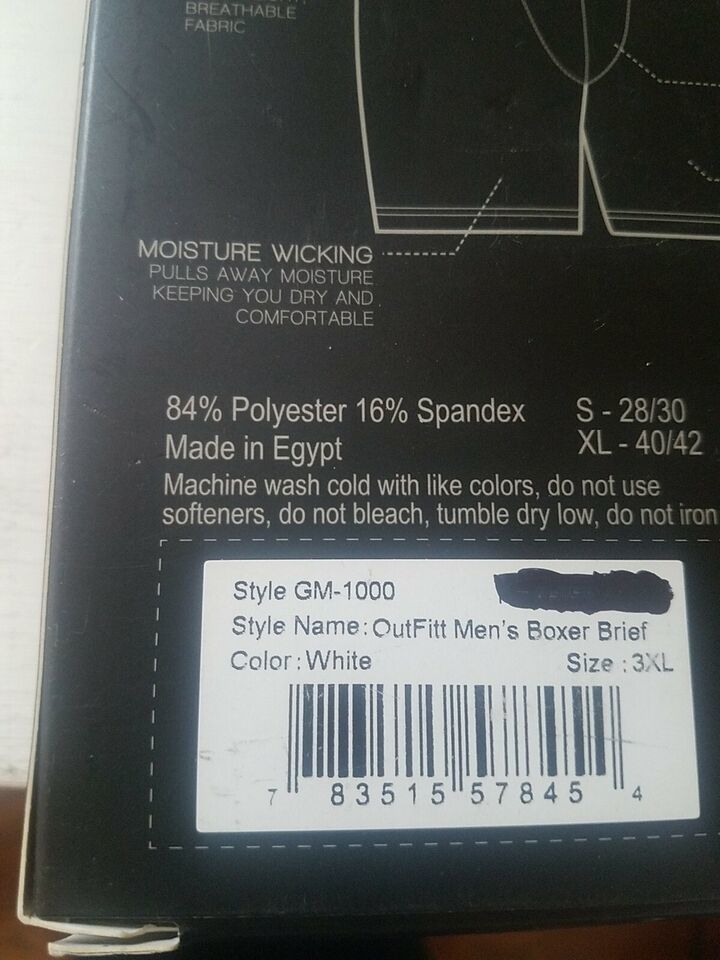 BREATHABLE
FABRIC
MOISTURE WICKING
PULLS AWAY MOISTURE
KEEPING YOU DRY AND
COMFORTABLE
84% Polyester 16% Spandex S - 28/30
Made in Egypt XL - 40/42
Machine wash cold with like colors, do not use
softeners, do not bleach, tumble dry low, do not iron
Style GM-1000
Style Name: OutFitt Men's Boxer Brief
Color: White Size : 3XL
7 83515 57845 4